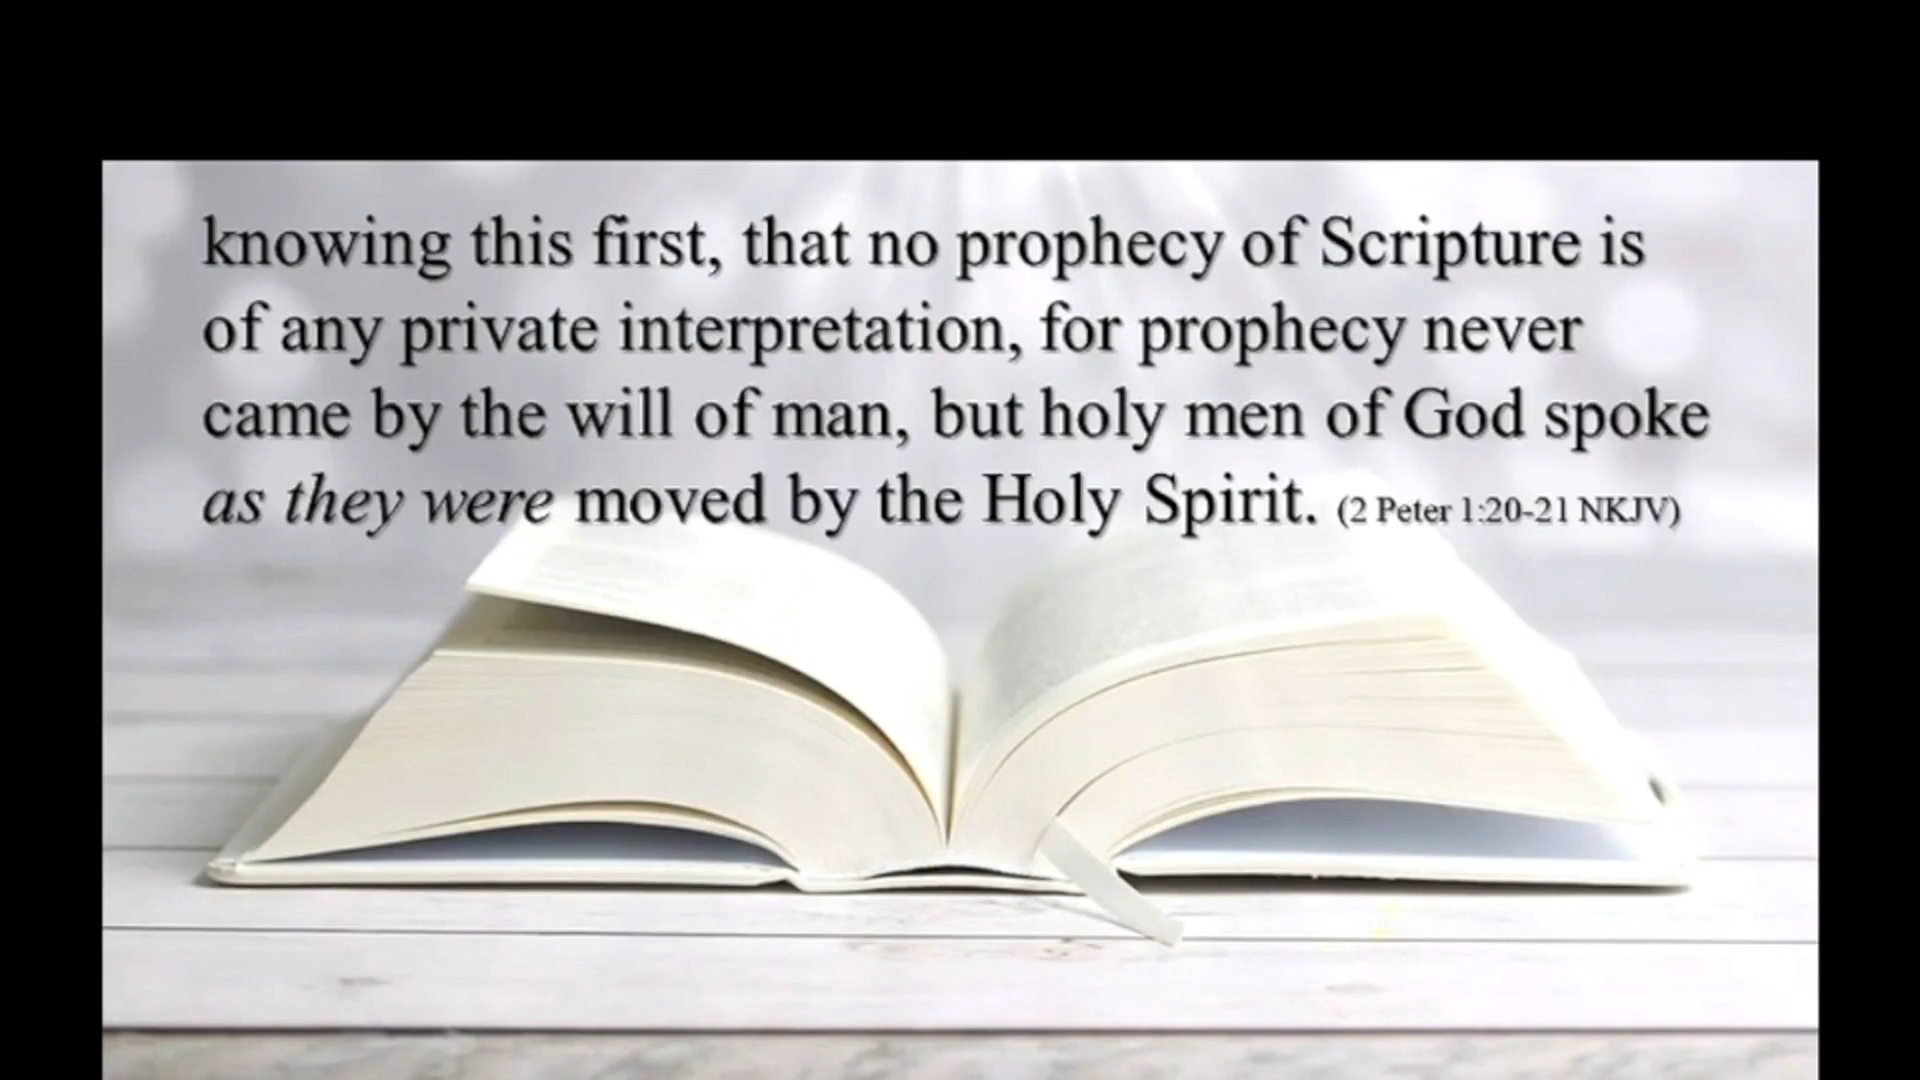 knowing this first, that no prophecy of Scripture is
of any private interpretation, for prophecy never
came by the will of man, but holy men of God spoke
as they were moved by the Holy Spirit. (2 Peter 1:20-21 NKJV)